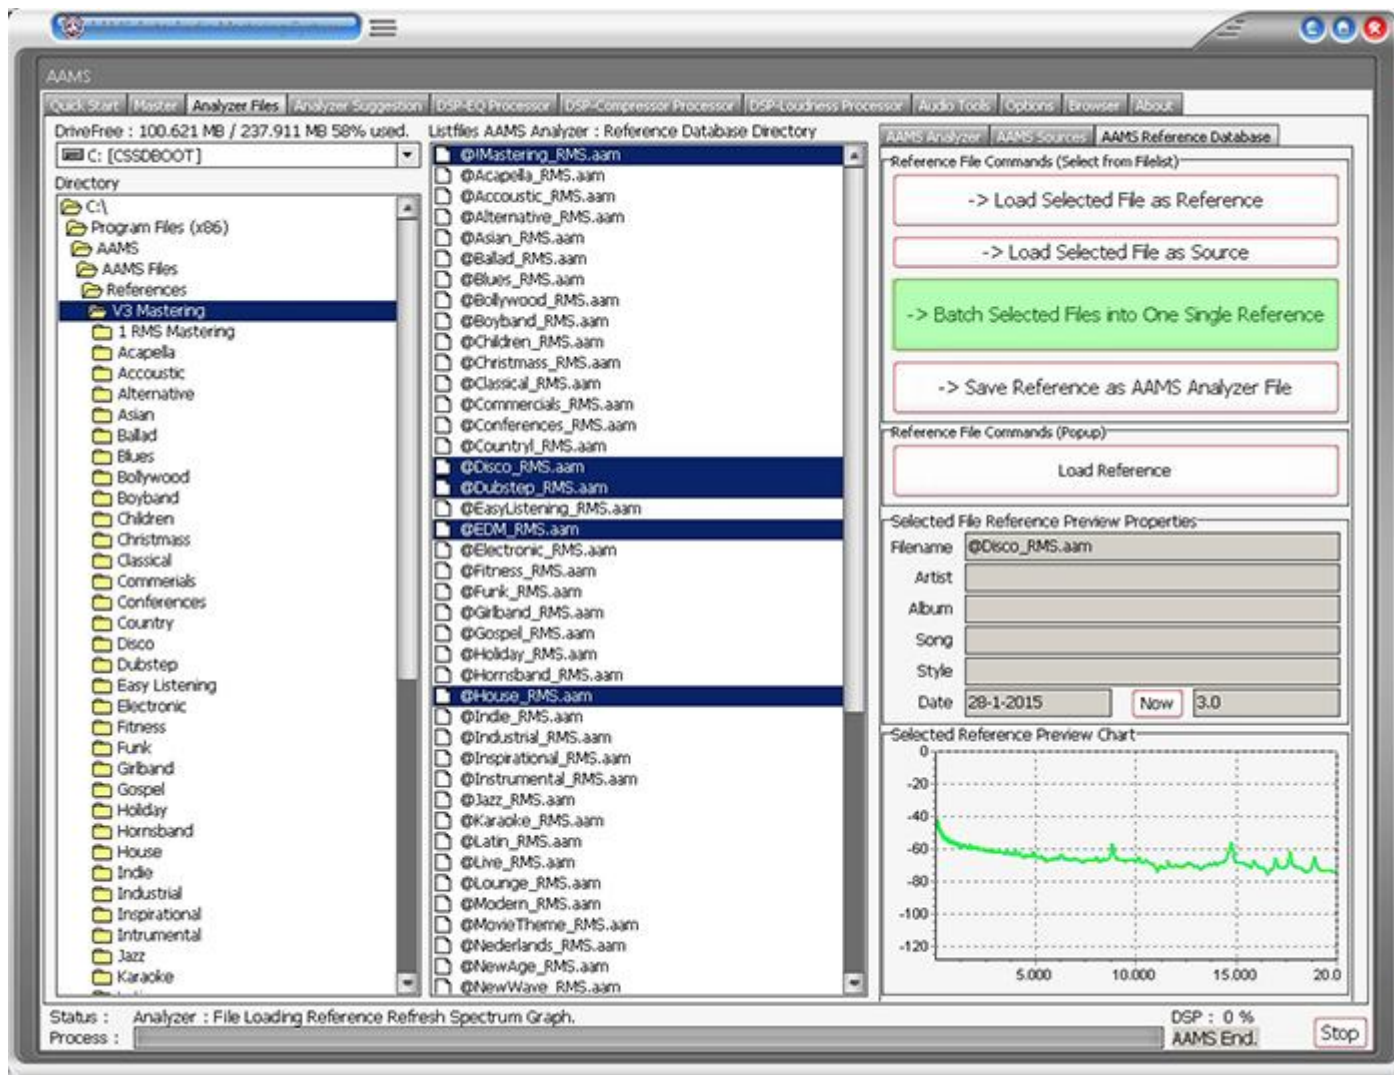 AAMS Auto Audio Mastering System
AAMS
Quick Start Master Analyzer Files Analyzer Suggestion DSP-EQ Processor DSP-Compressor Processor DSP-Loudness Processor Audio Tools Options Browser About
DriveFree : 100.621 MB / 237.911 MB 58% used.
C: [CSSDBOOT]
Directory
C:\
Program Files (x86)
AAMS
AAMS Files
References
V3 Mastering
1 RMS Mastering
Acapella
Accoustic
Alternative
Asian
Ballad
Blues
Bollywood
Boyband
Children
Christmass
Classical
Commerials
Conferences
Country
Disco
Dubstep
Easy Listening
Electronic
Fitness
Funk
Girlband
Gospel
Holiday
Hornsband
House
Indie
Industrial
Inspirational
Intrumental
Jazz
Karaoke
Listfiles AAMS Analyzer : Reference Database Directory
@!Mastering_RMS.aam
@Acapella_RMS.aam
@Accoustic_RMS.aam
@Alternative_RMS.aam
@Asian_RMS.aam
@Ballad_RMS.aam
@Blues_RMS.aam
@Bollywood_RMS.aam
@Boyband_RMS.aam
@Children_RMS.aam
@Christmass_RMS.aam
@Classical_RMS.aam
@Commercials_RMS.aam
@Conferences_RMS.aam
@Countryl_RMS.aam
@Disco_RMS.aam
@Dubstep_RMS.aam
@EasyListening_RMS.aam
@EDM_RMS.aam
@Electronic_RMS.aam
@Fitness_RMS.aam
@Funk_RMS.aam
@Girlband_RMS.aam
@Gospel_RMS.aam
@Holiday_RMS.aam
@Hornsband_RMS.aam
@House_RMS.aam
@Indie_RMS.aam
@Industrial_RMS.aam
@Inspirational_RMS.aam
@Instrumental_RMS.aam
@Jazz_RMS.aam
@Karaoke_RMS.aam
@Latin_RMS.aam
@Live_RMS.aam
@Lounge_RMS.aam
@Modern_RMS.aam
@MovieTheme_RMS.aam
@Nederlands_RMS.aam
@NewAge_RMS.aam
@NewWave_RMS.aam
AAMS Analyzer AAMS Sources AAMS Reference Database
Reference File Commands (Select from Filelist)
-> Load Selected File as Reference
-> Load Selected File as Source
-> Batch Selected Files into One Single Reference
-> Save Reference as AAMS Analyzer File
Reference File Commands (Popup)
Load Reference
Selected File Reference Preview Properties
Filename @Disco_RMS.aam
Artist
Album
Song
Style
Date 28-1-2015 Now 3.0
Selected Reference Preview Chart
0
-20
-40
-60
-80
-100
-120
5.000 10.000 15.000 20.0
Status : Analyzer : File Loading Reference Refresh Spectrum Graph.
DSP : 0 %
Process :
AAMS End.
Stop